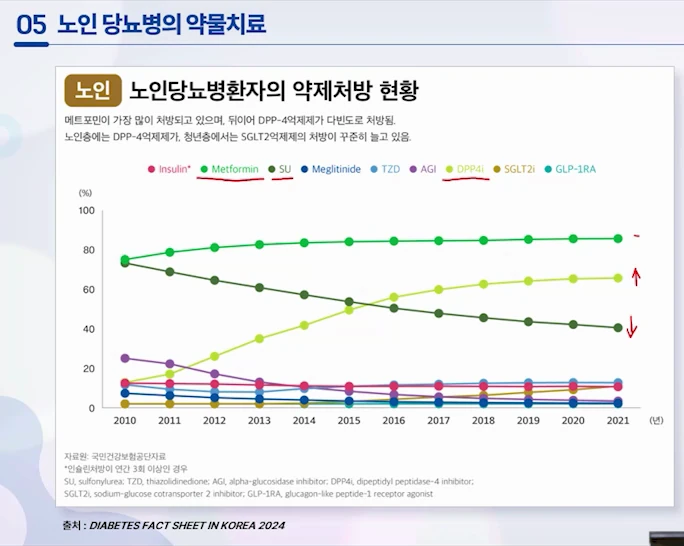 05 노인 당뇨병의 약물치료
노인 노인당뇨병환자의 약제처방 현황
메트포민이 가장 많이 처방되고 있으며, 뒤이어 DPP-4억제제가 다빈도로 처방됨.
노인층에는 DPP-4억제제가, 청년층에서는 SGLT2억제제의 처방이 꾸준히 늘고 있음.
Insulin* Metformin SU Meglitinide TZD AGI DPP4i SGLT2i GLP-1RA
(%)
100
80
60
40
20
0
2010 2011 2012 2013 2014 2015 2016 2017 2018 2019 2020 2021 (년)
자료원: 국민건강보험공단자료
*인슐린처방이 연간 3회 이상인 경우
SU, sulfonylurea; TZD, thiazolidinedione; AGI, alpha-glucosidase inhibitor; DPP4i, dipeptidyl peptidase-4 inhibitor;
SGLT2i, sodium-glucose cotransporter 2 inhibitor; GLP-1RA, glucagon-like peptide-1 receptor agonist
출처 : DIABETES FACT SHEET IN KOREA 2024